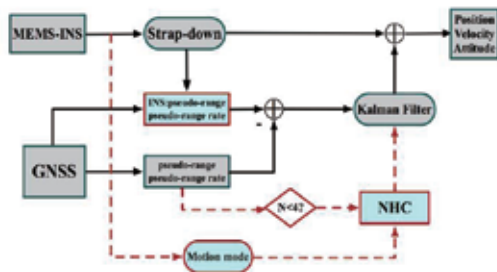 MEMS-INS
Strap-down
Position
Velocity
Attitude
INS:pseudo-range
pseudo-range rate
-
Kalman Filter
GNSS
pseudo-range
pseudo-range rate
N<4?
NHC
Motion mode